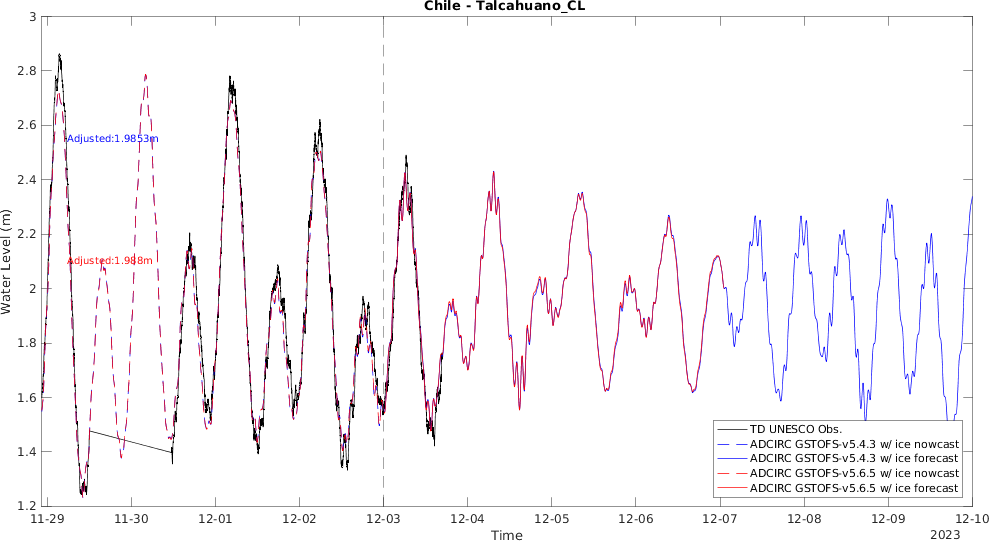 Chile - Talcahuano_CL
Water Level (m)
3
2.8
2.6
2.4
2.2
2
1.8
1.6
1.4
1.2
Adjusted:1.9853m
Adjusted:1.988m
TD UNESCO Obs.
ADCIRC GSTOFS-v5.4.3 w/ ice nowcast
ADCIRC GSTOFS-v5.4.3 w/ ice forecast
ADCIRC GSTOFS-v5.6.5 w/ ice nowcast
ADCIRC GSTOFS-v5.6.5 w/ ice forecast
11-29 11-30 12-01 12-02 12-03 12-04 12-05 12-06 12-07 12-08 12-09 12-10
Time
2023